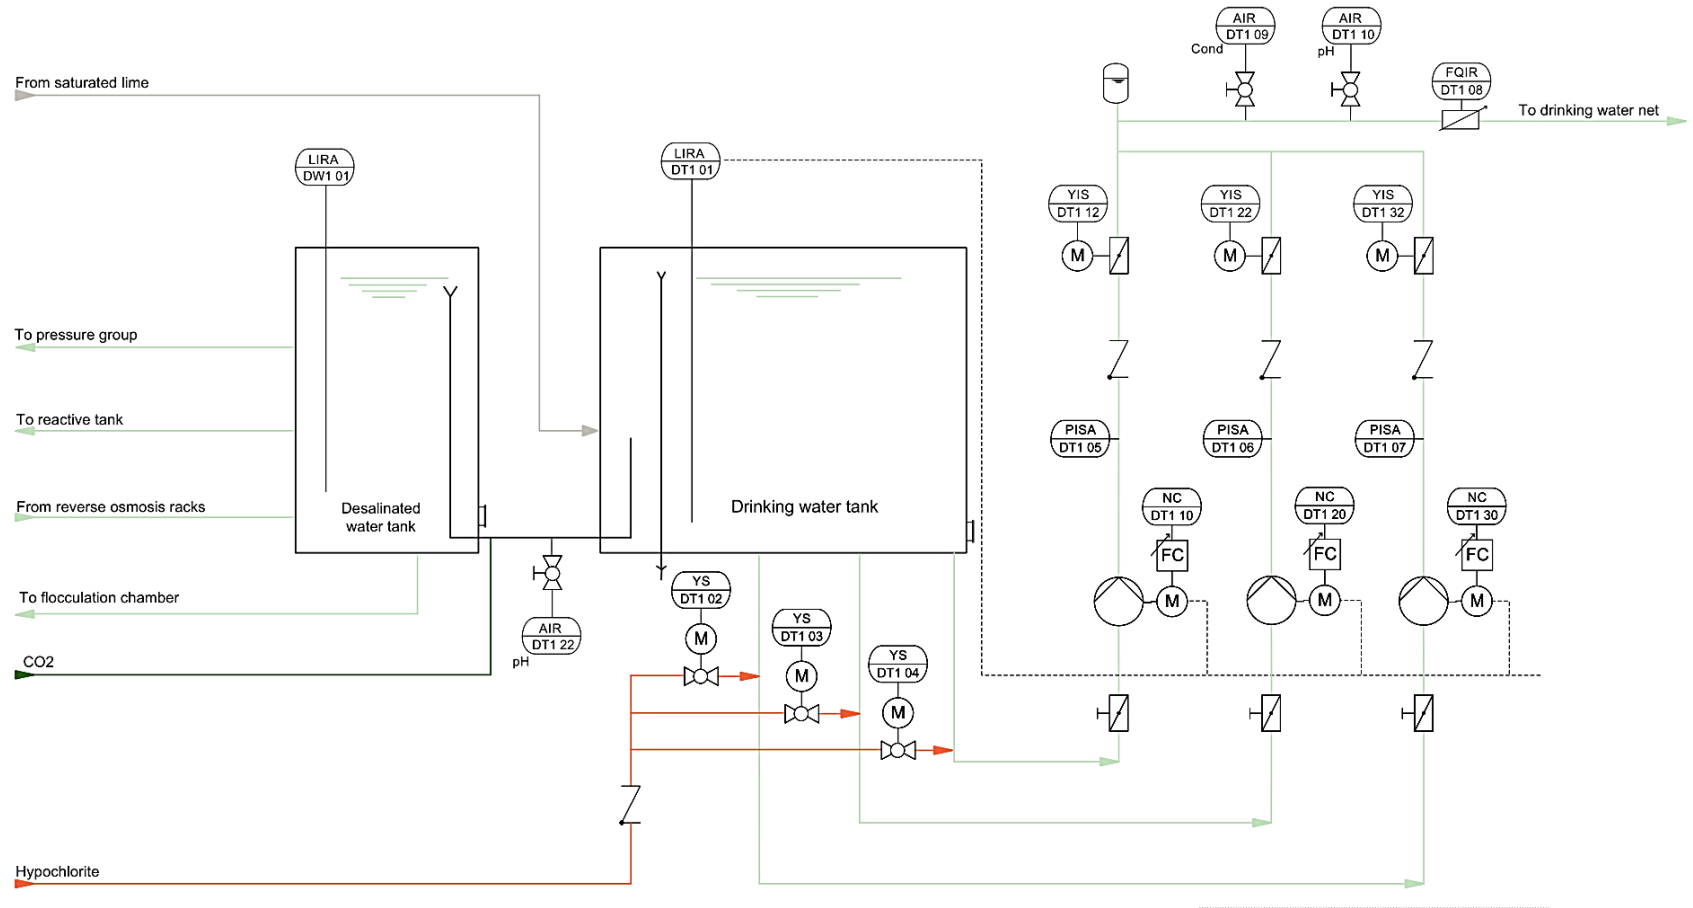 AIR
DT1 09
Cond
AIR
DT1 10
pH
FQIR
DT1 08
To drinking water net
From saturated lime
LIRA
DW1 01
LIRA
DT1 01
YIS
DT1 12
M
YIS
DT1 22
M
YIS
DT1 32
M
To pressure group
To reactive tank
From reverse osmosis racks
Desalinated
water tank
Drinking water tank
PISA
DT1 05
PISA
DT1 06
PISA
DT1 07
NC
DT1 10
FC
M
NC
DT1 20
FC
M
NC
DT1 30
FC
M
To flocculation chamber
CO2
AIR
DT1 22
pH
YS
DT1 02
M
YS
DT1 03
M
YS
DT1 04
M
Hypochlorite